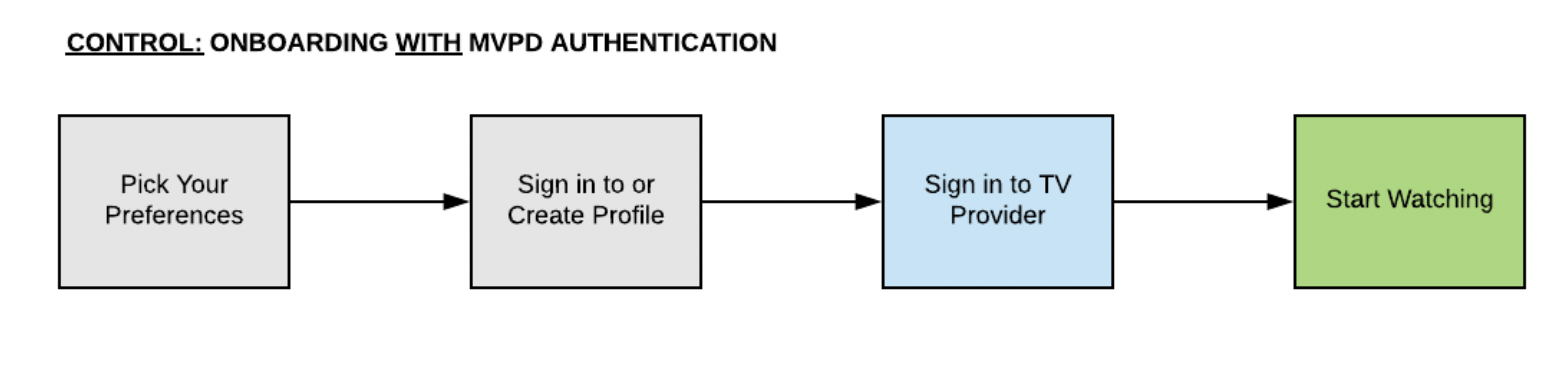 CONTROL: ONBOARDING WITH MVPD AUTHENTICATION
Pick Your
Preferences
Sign in to or
Create Profile
Sign in to TV
Provider
Start Watching